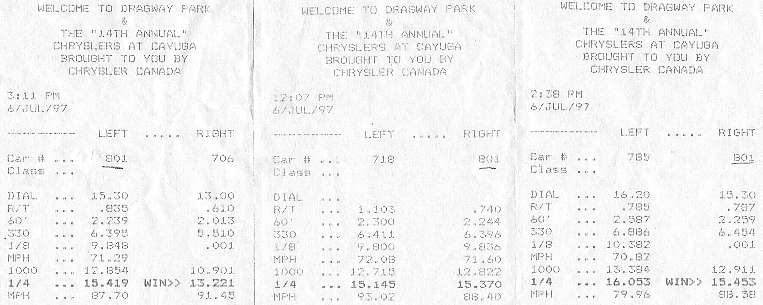 WELCOME TO DRAGWAY PARK
&
THE "14TH ANNUAL"
CHRYSLERS AT CAYUGA
BROUGHT TO YOU BY
CHRYSLER CANADA
3:11 PM
6/JUL/97
LEFT ..... RIGHT
Car # ... 801 706
Class ...
DIAL ... 15.30 13.00
R/T ... .835 .610
60' ... 2.239 2.013
330 ... 6.395 5.510
1/8 ... 9.848 .001
MPH ... 71.29
1000 ... 12.854 10.901
1/4 ... 15.419 WIN>> 13.221
MPH ... 87.70 91.45
WELCOME TO DRAGWAY PARK
&
THE "14TH ANNUAL"
CHRYSLERS AT CAYUGA
BROUGHT TO YOU BY
CHRYSLER CANADA
12:07 PM
6/JUL/97
LEFT ..... RIGHT
Car # ... 718 801
Class ...
DIAL ...
R/T ... 1.103 .740
60' ... 2.300 2.244
330 ... 6.411 6.396
1/8 ... 9.800 9.836
MPH ... 72.08 71.60
1000 ... 12.715 12.822
1/4 ... 15.145 15.370
MPH ... 93.02 88.40
WELCOME TO DRAGWAY PARK
&
THE "14TH ANNUAL"
CHRYSLERS AT CAYUGA
BROUGHT TO YOU BY
CHRYSLER CANADA
2:38 PM
6/JUL/97
LEFT ..... RIGHT
Car # ... 785 801
Class ...
DIAL ... 16.20 15.30
R/T ... .785 .787
60' ... 2.587 2.259
330 ... 6.886 6.454
1/8 ... 10.382 .001
MPH ... 70.82
1000 ... 13.384 12.911
1/4 ... 16.053 WIN>> 15.453
MPH ... 79.96 88.38